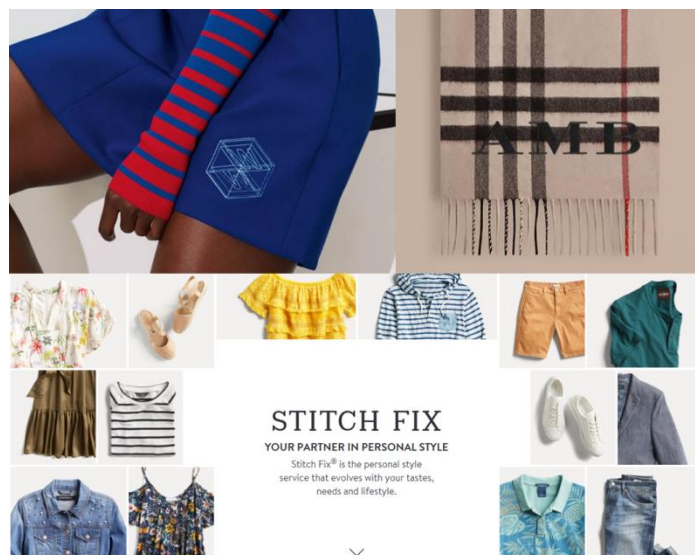 AMB
STITCH FIX
YOUR PARTNER IN PERSONAL STYLE
Stitch Fix® is the personal style
service that evolves with your tastes,
needs and lifestyle.